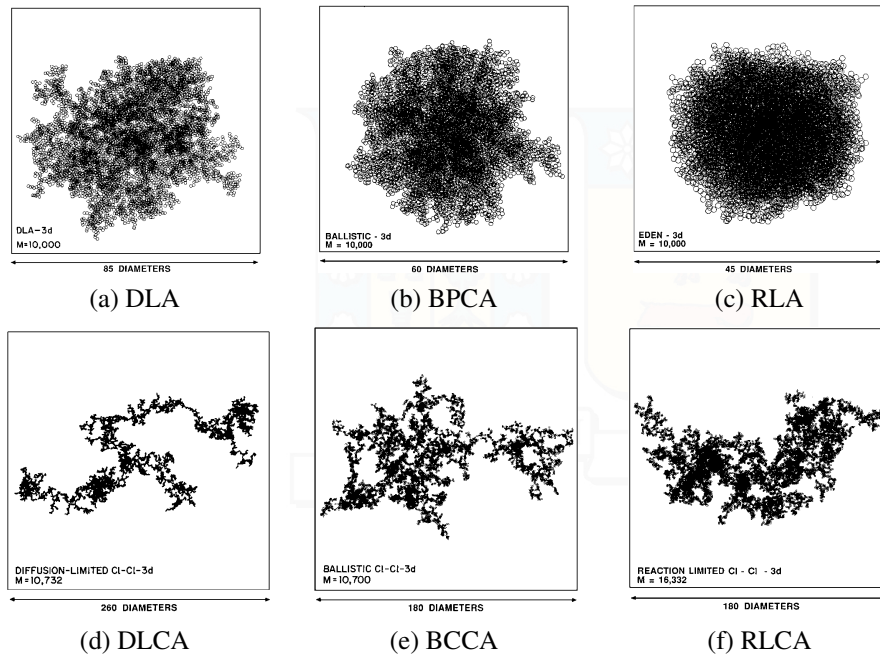 DLA-3d
M=10,000
85 DIAMETERS
(a) DLA
BALLISTIC - 3d
M = 10,000
60 DIAMETERS
(b) BPCA
EDEN - 3d
M = 10,000
45 DIAMETERS
(c) RLA
DIFFUSION-LIMITED Cl-Cl-3d
M=10,732
260 DIAMETERS
(d) DLCA
BALLISTIC Cl-Cl-3d
M=10,700
180 DIAMETERS
(e) BCCA
REACTION LIMITED Cl - Cl - 3d
M = 16,332
180 DIAMETERS
(f) RLCA